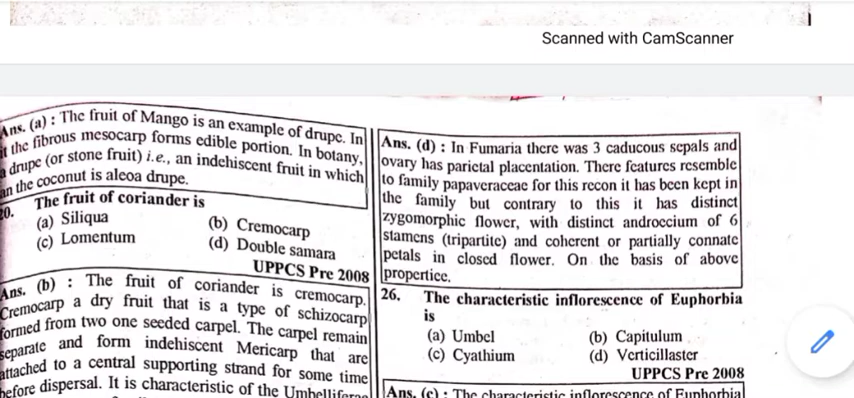 Scanned with CamScanner
Ans. (a) : The fruit of Mango is an example of drupe. In
it the fibrous mesocarp forms edible portion. In botany,
a drupe (or stone fruit) i.e., an indehiscent fruit in which
an the coconut is aleoa drupe.
20. The fruit of coriander is
(a) Siliqua (b) Cremocarp
(c) Lomentum (d) Double samara
UPPCS Pre 2008
Ans. (b) : The fruit of coriander is cremocarp.
Cremocarp a dry fruit that is a type of schizocarp
formed from two one seeded carpel. The carpel remain
separate and form indehiscent Mericarp that are
attached to a central supporting strand for some time
before dispersal. It is characteristic of the Umbelliferae
Ans. (d) : In Fumaria there was 3 caducous sepals and
ovary has parietal placentation. There features resemble
to family papaveraceae for this recon it has been kept in
the family but contrary to this it has distinct
zygomorphic flower, with distinct androecium of 6
stamens (tripartite) and coherent or partially connate
petals in closed flower. On the basis of above
propertice.
26. The characteristic inflorescence of Euphorbia
is
(a) Umbel (b) Capitulum
(c) Cyathium (d) Verticillaster
UPPCS Pre 2008
Ans. (c) : The characteristic inflorescence of Euphorbia